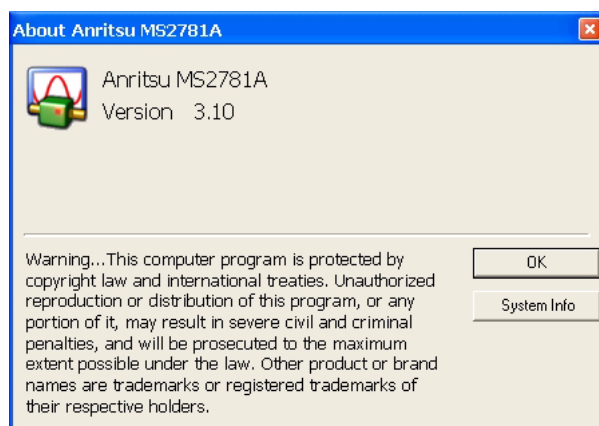 About Anritsu MS2781A
Anritsu MS2781A
Version 3.10
Warning...This computer program is protected by
copyright law and international treaties. Unauthorized
reproduction or distribution of this program, or any
portion of it, may result in severe civil and criminal
penalties, and will be prosecuted to the maximum
extent possible under the law. Other product or brand
names are trademarks or registered trademarks of
their respective holders.
OK
System Info